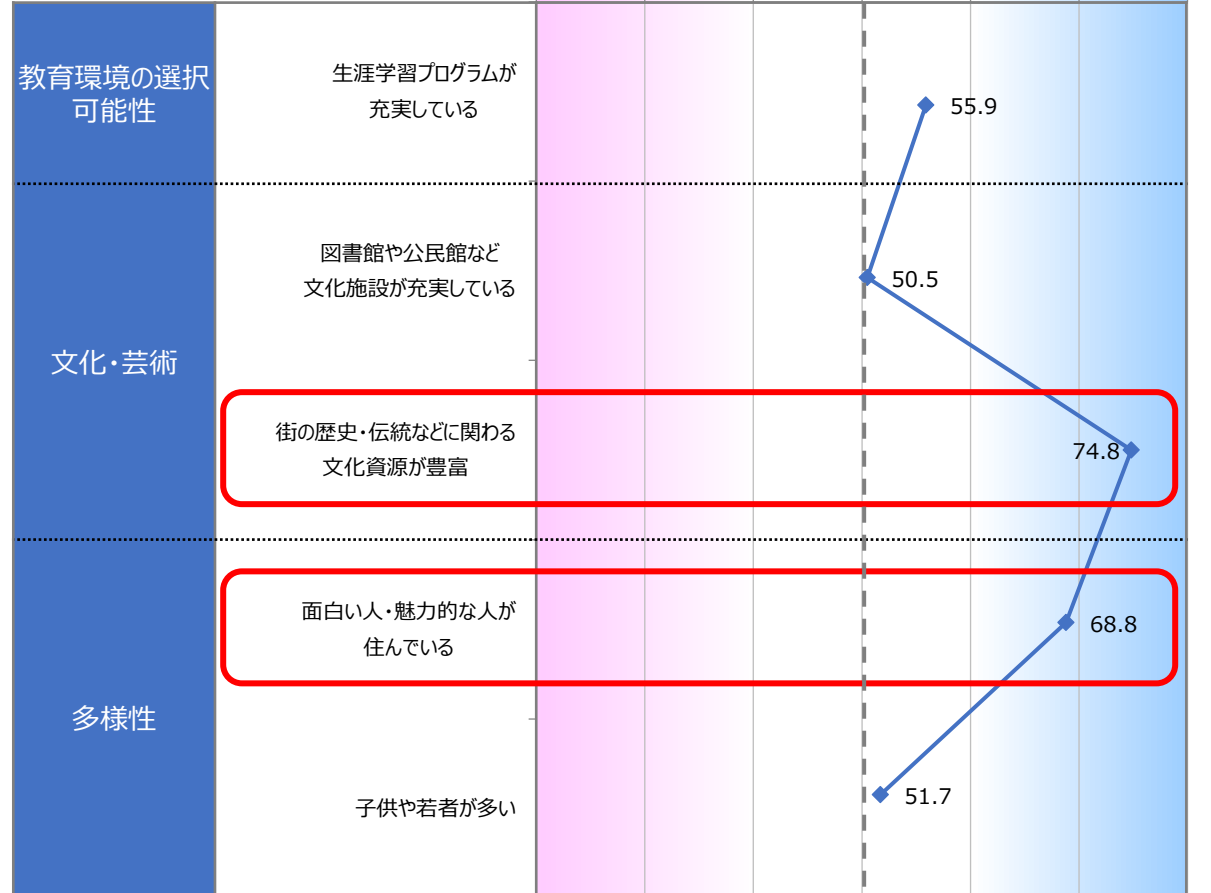 教育環境の選択
可能性
生涯学習プログラムが
充実している
55.9
文化・芸術
図書館や公民館など
文化施設が充実している
50.5
街の歴史・伝統などに関わる
文化資源が豊富
74.8
多様性
面白い人・魅力的な人が
住んでいる
68.8
子供や若者が多い
51.7